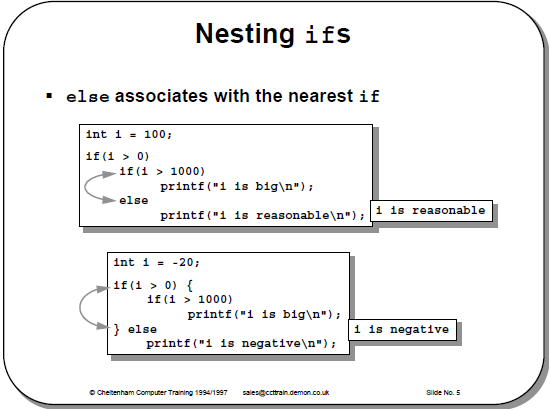 Nesting ifs
▪ else associates with the nearest if
int i = 100;
if(i > 0)
if(i > 1000)
printf("i is big\n");
else
printf("i is reasonable\n");
i is reasonable
int i = -20;
if(i > 0) {
if(i > 1000)
printf("i is big\n");
} else
printf("i is negative\n");
i is negative
© Cheltenham Computer Training 1994/1997 sales@ccttrain.demon.co.uk Slide No. 5